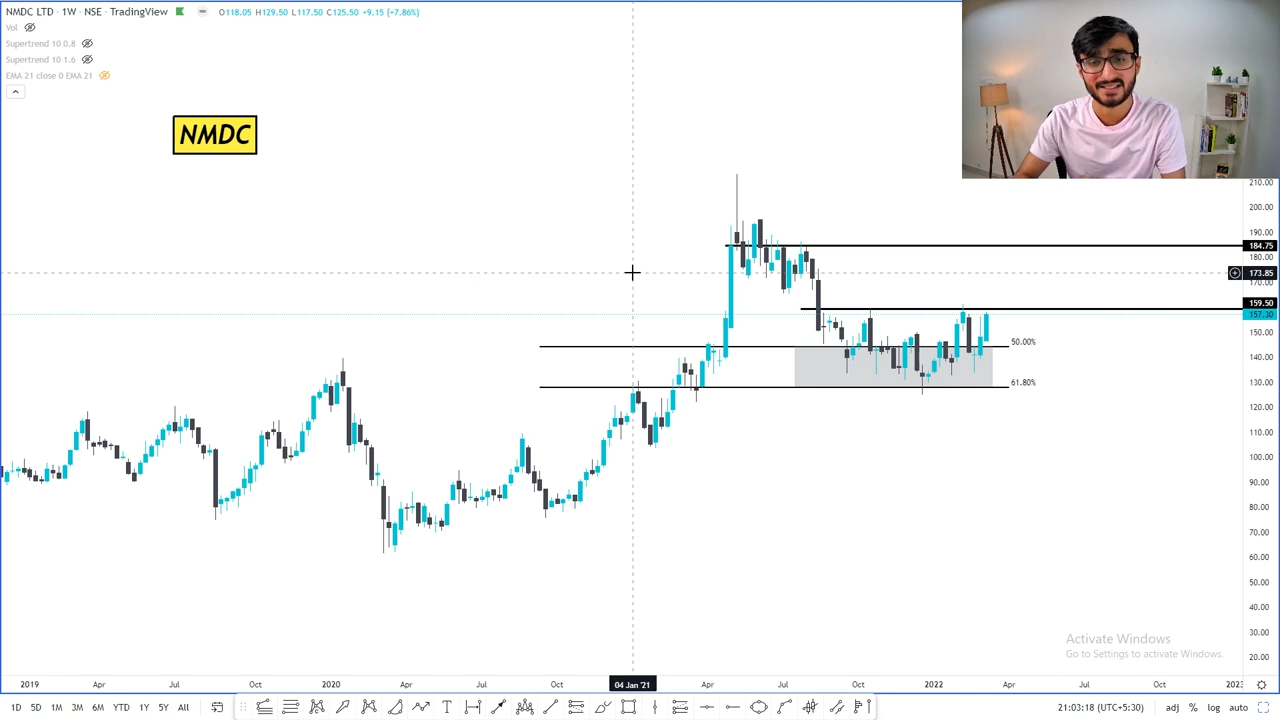 NMDC LTD · 1W · NSE · TradingView O118.05 H129.50 L117.50 C125.50 +9.15 (+7.86%)
Vol
Supertrend 10 0.8
Supertrend 10 1.6
EMA 21 close 0 EMA 21
NMDC
210.00
200.00
190.00
184.75
180.00
173.85
170.00
159.50
157.30
150.00
50.00%
140.00
61.80%
130.00
120.00
110.00
100.00
90.00
80.00
70.00
60.00
50.00
40.00
30.00
20.00
Activate Windows
Go to Settings to activate Windows.
2019 Apr Jul Oct 2020 Apr Jul Oct 04 Jan '21 Apr Jul Oct 2022 Apr Jul Oct 2023
1D 5D 1M 3M 6M YTD 1Y 5Y All 21:03:18 (UTC+5:30) adj % log auto